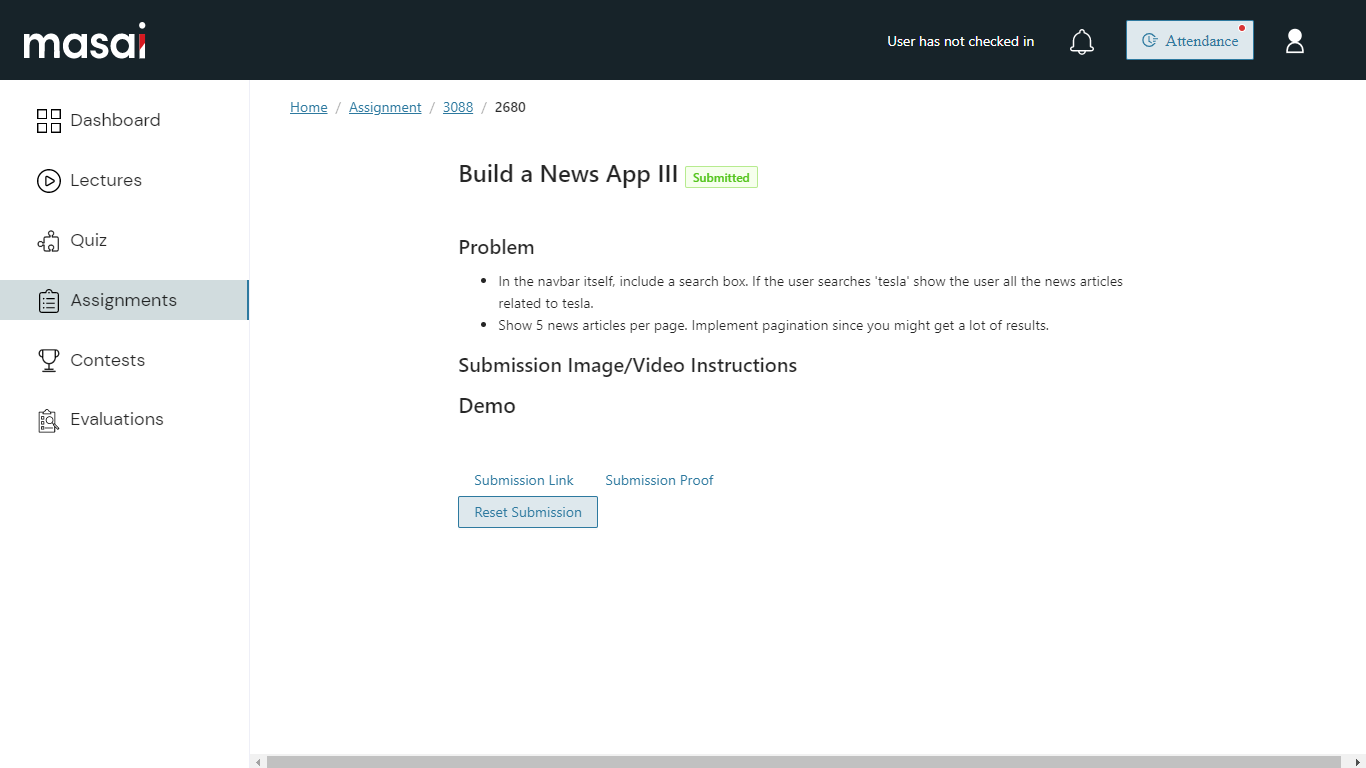 masai
User has not checked in
Attendance
Dashboard
Lectures
Quiz
Assignments
Contests
Evaluations
Home / Assignment / 3088 / 2680
Build a News App III Submitted
Problem
• In the navbar itself, include a search box. If the user searches 'tesla' show the user all the news articles
related to tesla.
• Show 5 news articles per page. Implement pagination since you might get a lot of results.
Submission Image/Video Instructions
Demo
Submission Link Submission Proof
Reset Submission